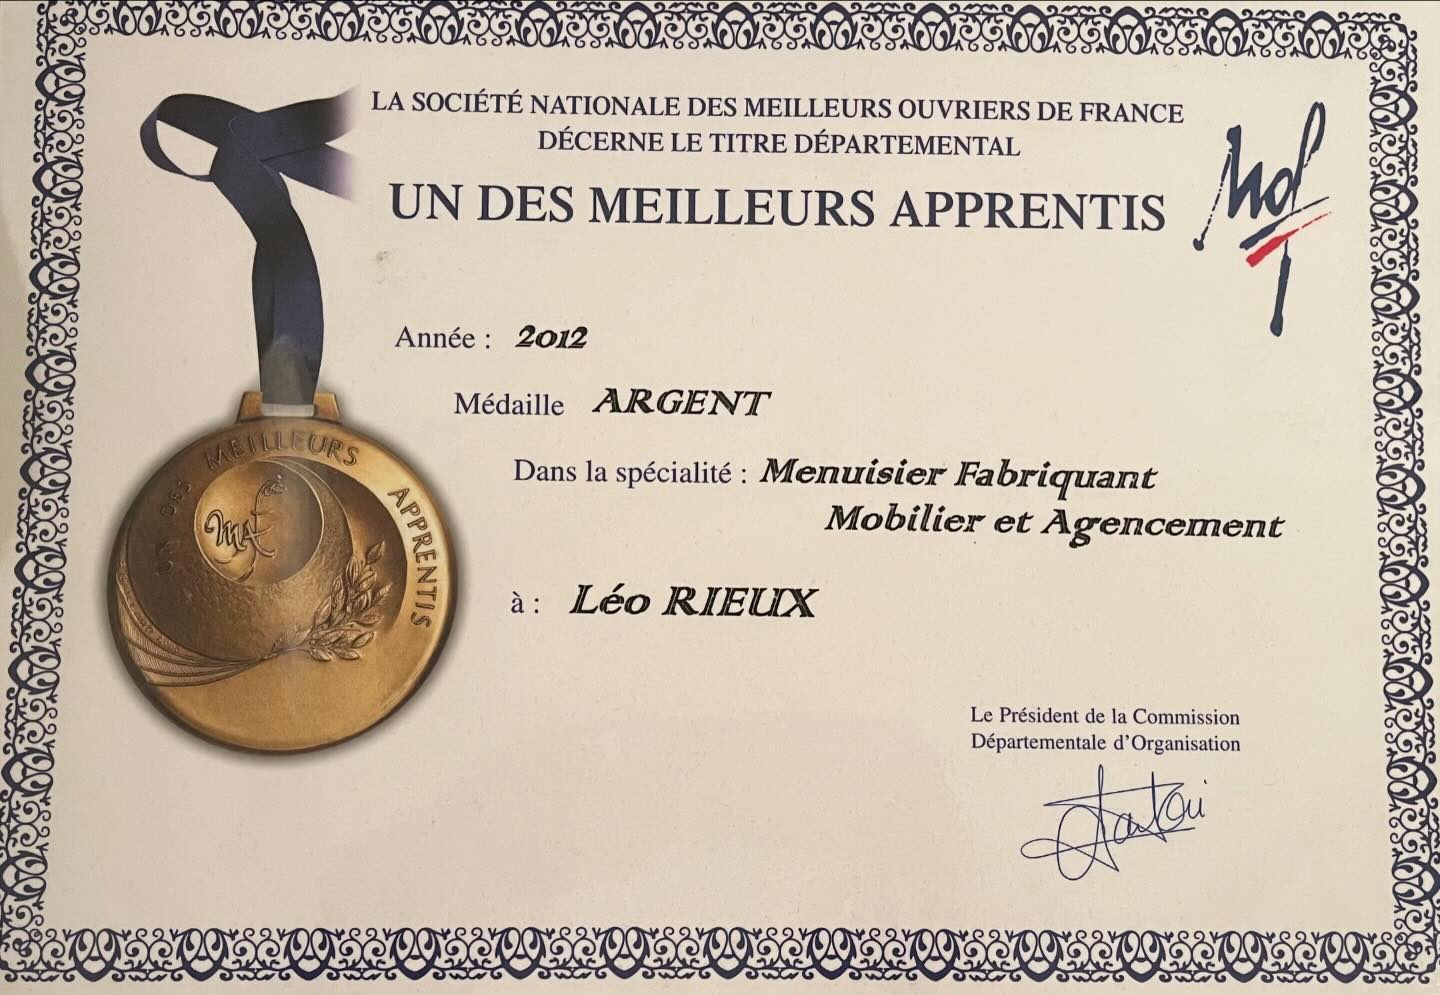 LA SOCIÉTÉ NATIONALE DES MEILLEURS OUVRIERS DE FRANCE
DÉCERNE LE TITRE DÉPARTEMENTAL
UN DES MEILLEURS APPRENTIS
Mof
Année : 2012
Médaille ARGENT
Dans la spécialité : Menuisier Fabriquant
Mobilier et Agencement
à : Léo RIEUX
UN DES MEILLEURS APPRENTIS
MAF
Le Président de la Commission
Départementale d'Organisation